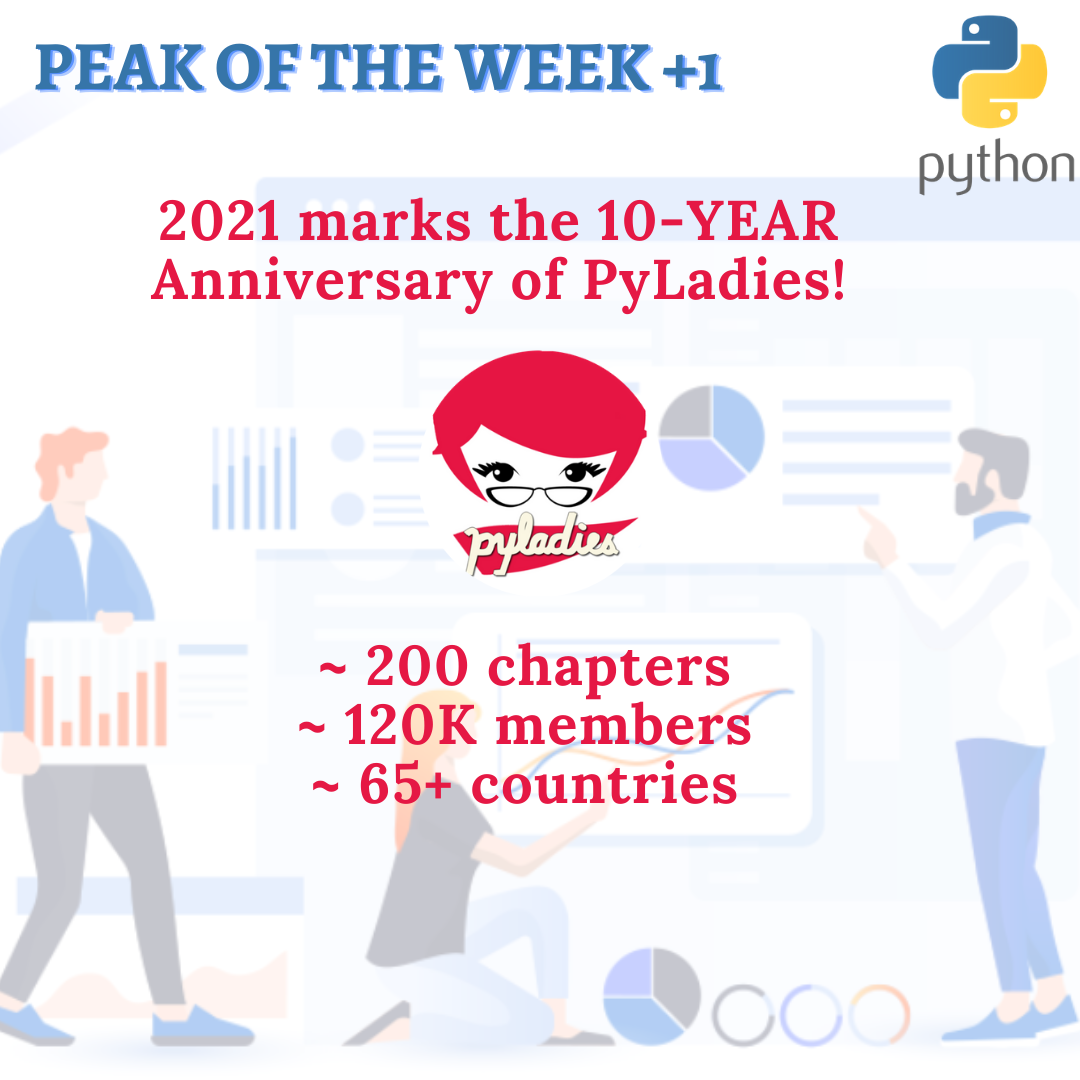 PEAK OF THE WEEK +1
python
2021 marks the 10-YEAR
Anniversary of PyLadies!
pyladies
~ 200 chapters
~ 120K members
~ 65+ countries